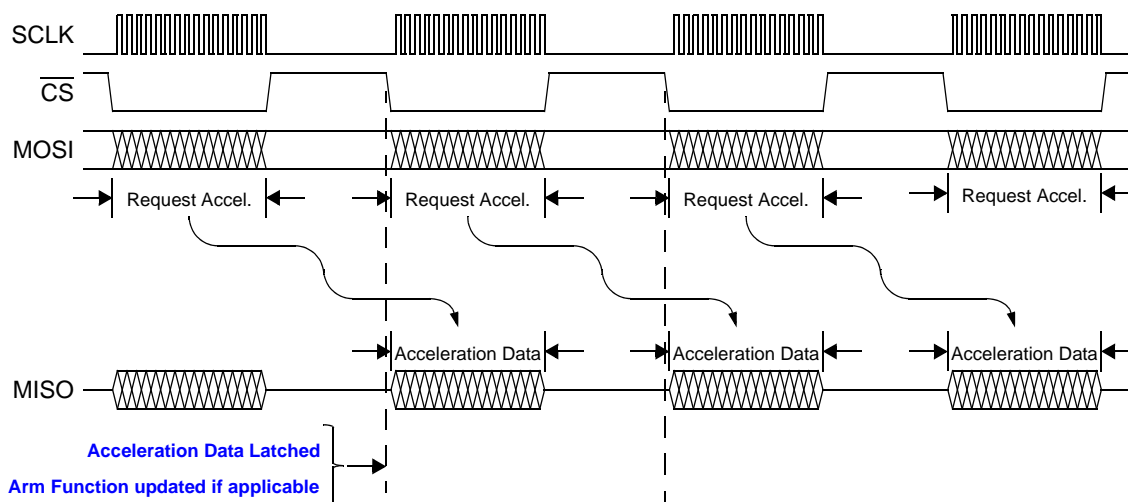 SCLK
CS
MOSI
Request Accel.
Request Accel.
Request Accel.
Request Accel.
Acceleration Data
Acceleration Data
Acceleration Data
MISO
Acceleration Data Latched
Arm Function updated if applicable